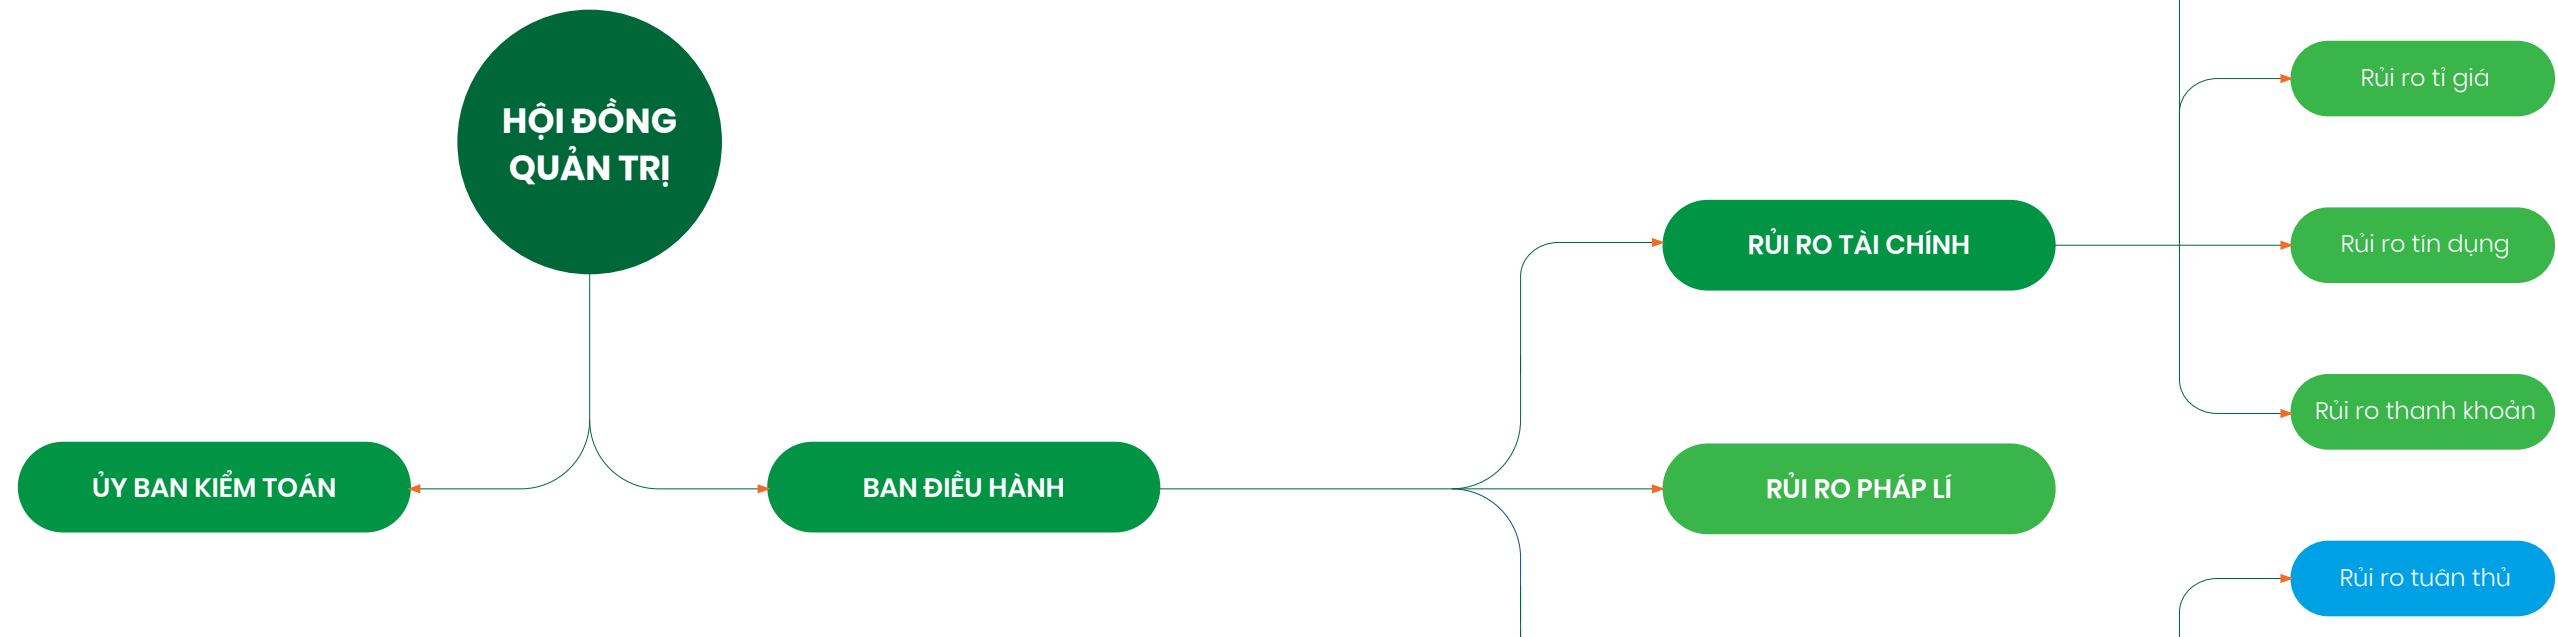 HỘI ĐỒNG
QUẢN TRỊ
ỦY BAN KIỂM TOÁN
BAN ĐIỀU HÀNH
RỦI RO TÀI CHÍNH
RỦI RO PHÁP LÍ
Rủi ro tỉ giá
Rủi ro tín dụng
Rủi ro thanh khoản
Rủi ro tuân thủ